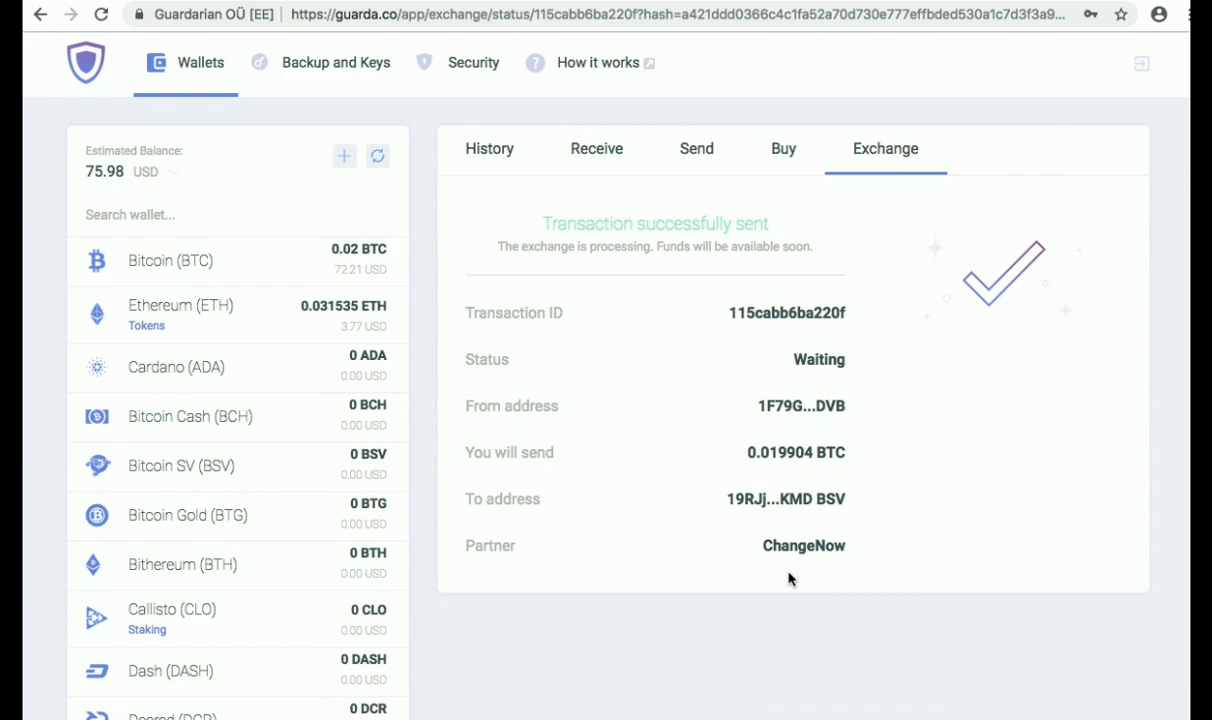 Guardarian OÜ [EE] https://guarda.co/app/exchange/status/115cabb6ba220f?hash=a421ddd0366c4c1fa52a70d730e777effbded530a1c7d3f3a9...
Wallets Backup and Keys Security How it works
Estimated Balance:
75.98 USD
Search wallet...
Bitcoin (BTC) 0.02 BTC
72.21 USD
Ethereum (ETH) 0.031535 ETH
Tokens 3.77 USD
Cardano (ADA) 0 ADA
0.00 USD
Bitcoin Cash (BCH) 0 BCH
0.00 USD
Bitcoin SV (BSV) 0 BSV
0.00 USD
Bitcoin Gold (BTG) 0 BTG
0.00 USD
Bithereum (BTH) 0 BTH
0.00 USD
Callisto (CLO) 0 CLO
Staking 0.00 USD
Dash (DASH) 0 DASH
0.00 USD
Decred (DCR) 0 DCR
History Receive Send Buy Exchange
Transaction successfully sent
The exchange is processing. Funds will be available soon.
Transaction ID 115cabb6ba220f
Status Waiting
From address 1F79G...DVB
You will send 0.019904 BTC
To address 19RJj...KMD BSV
Partner ChangeNow